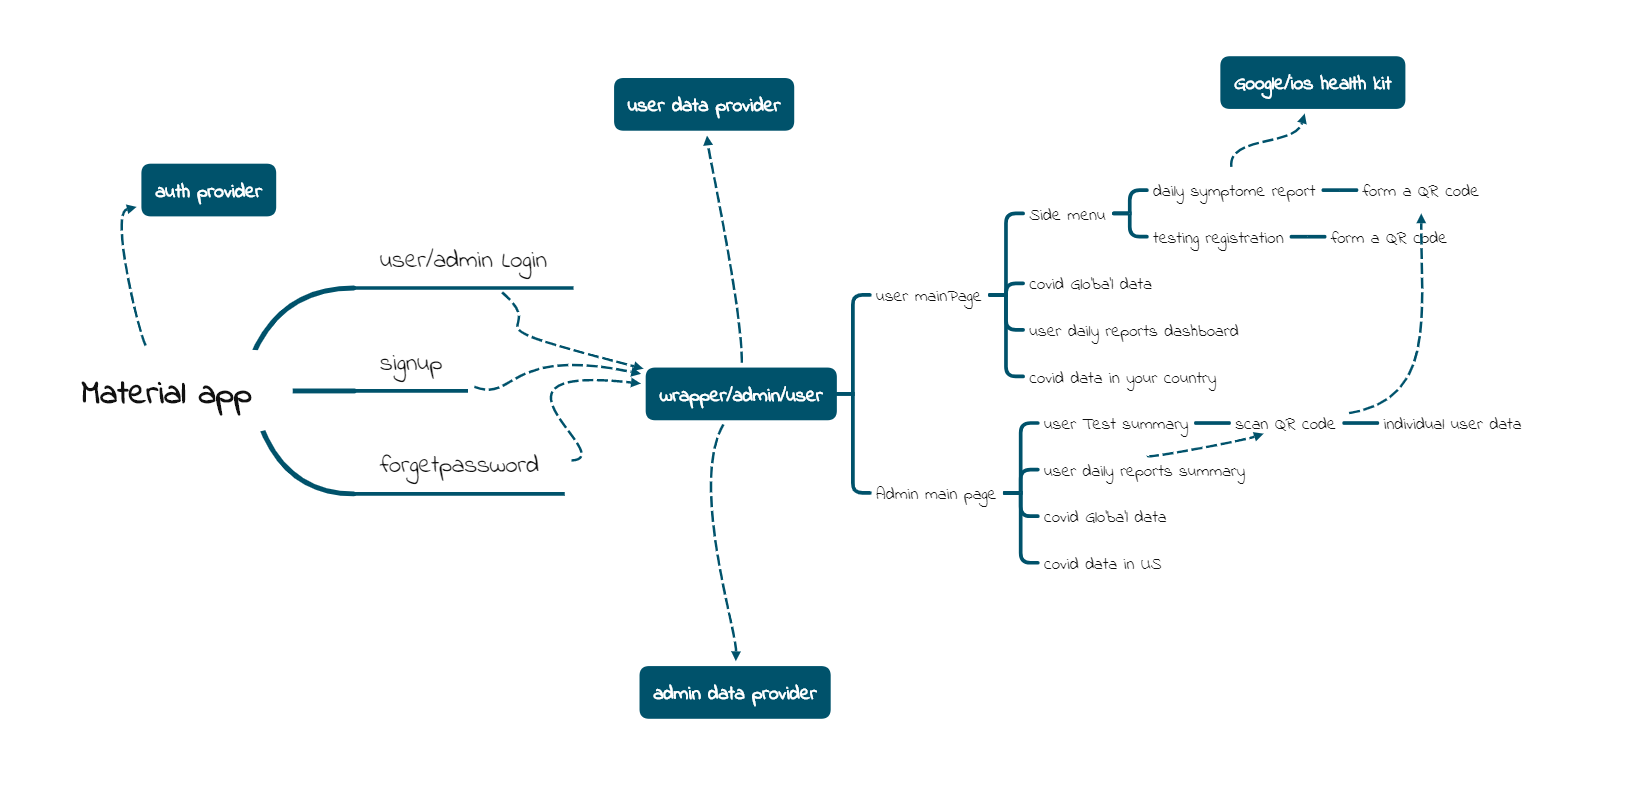 Google/ios health kit
user data provider
auth provider
daily symptome report
form a QR code
Side menu
testing registration
form a QR code
user/admin Login
covid Global data
user mainPage
user daily reports dashboard
signup
covid data in your country
Material app
wrapper/admin/user
user Test summary
scan QR code
individual user data
forgetpassword
user daily reports summary
Admin main page
covid Global data
covid data in US
admin data provider